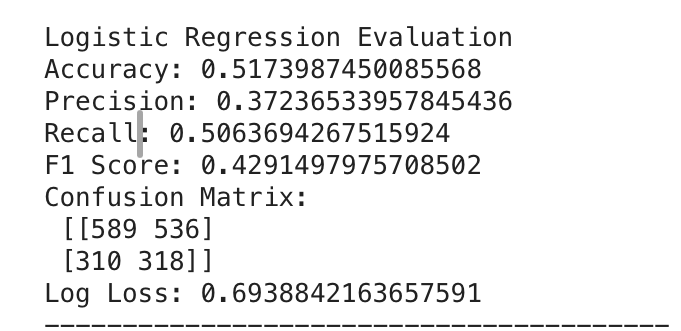 Logistic Regression Evaluation
Accuracy: 0.5173987450085568
Precision: 0.37236533957845436
Recall: 0.5063694267515924
F1 Score: 0.4291497975708502
Confusion Matrix:
[[589 536]
[310 318]]
Log Loss: 0.6938842163657591
----------------------------------------